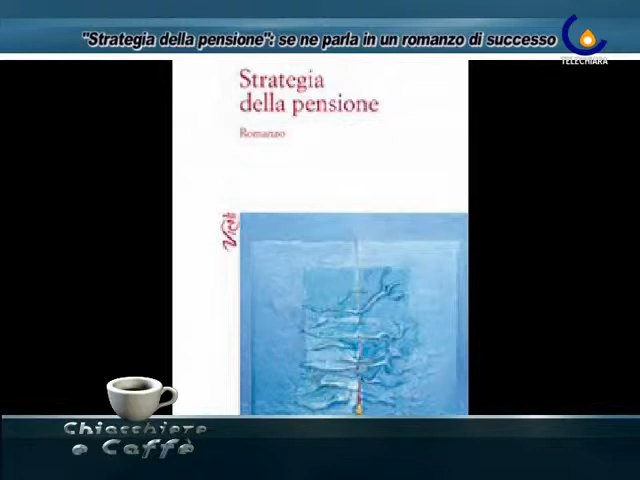 "Strategia della pensione": se ne parla in un romanzo di successo
TELECHIARA
Strategia
della pensione
Romanzo
Chiacchiere
e Caffè